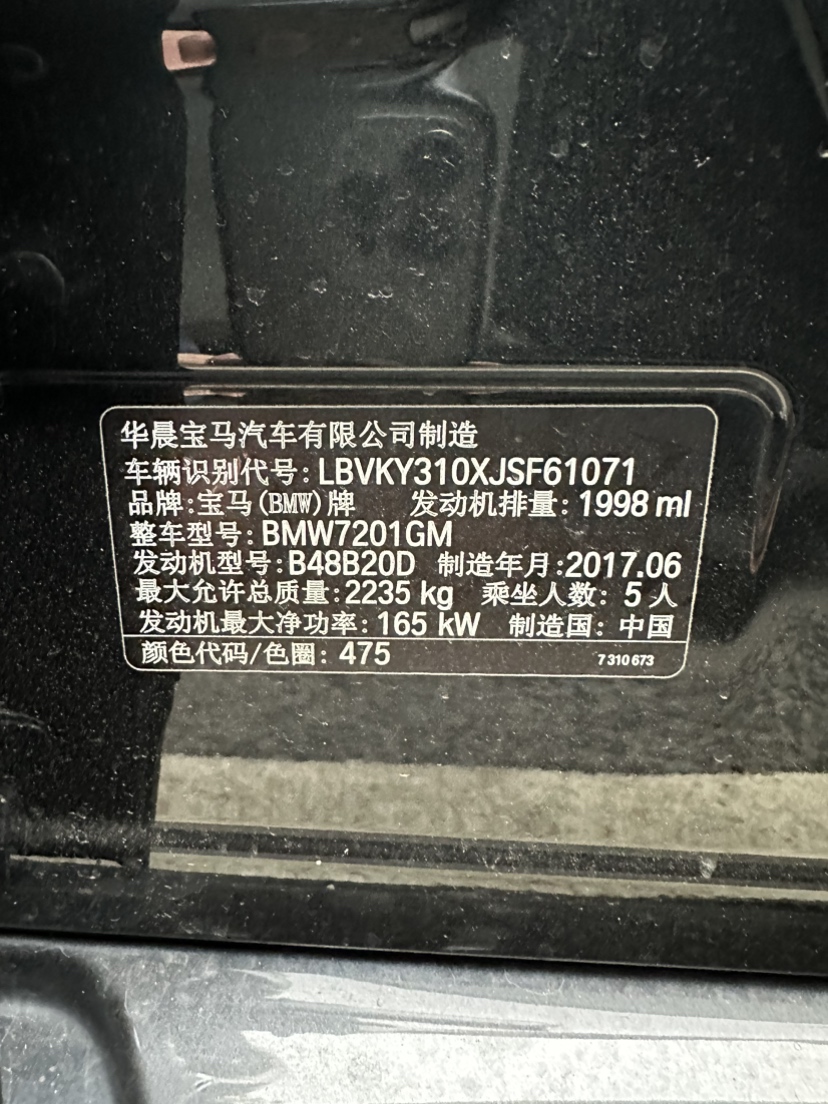 华晨宝马汽车有限公司制造
车辆识别代号: LBVKY310XJSF61071
品牌:宝马(BMW)牌 发动机排量: 1998 ml
整车型号: BMW7201GM
发动机型号: B48B20D 制造年月: 2017.06
最大允许总质量: 2235 kg 乘坐人数: 5 人
发动机最大净功率: 165 kW 制造国: 中国
颜色代码/色圈: 475 7 310 673